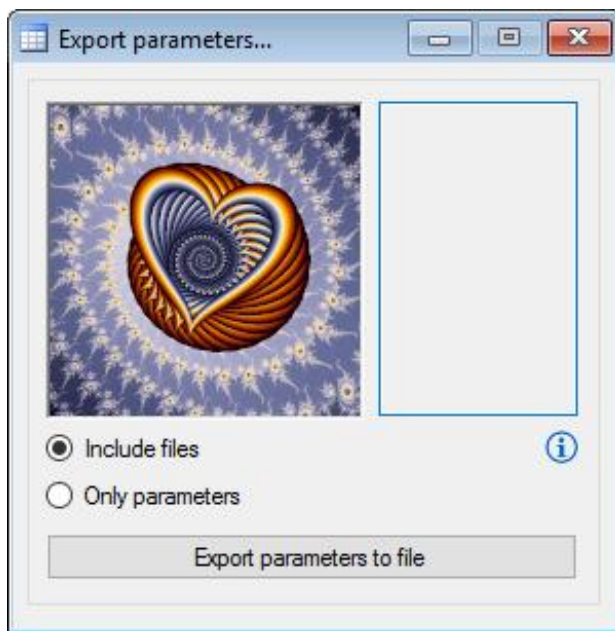 Export parameters...
Include files
Only parameters
Export parameters to file